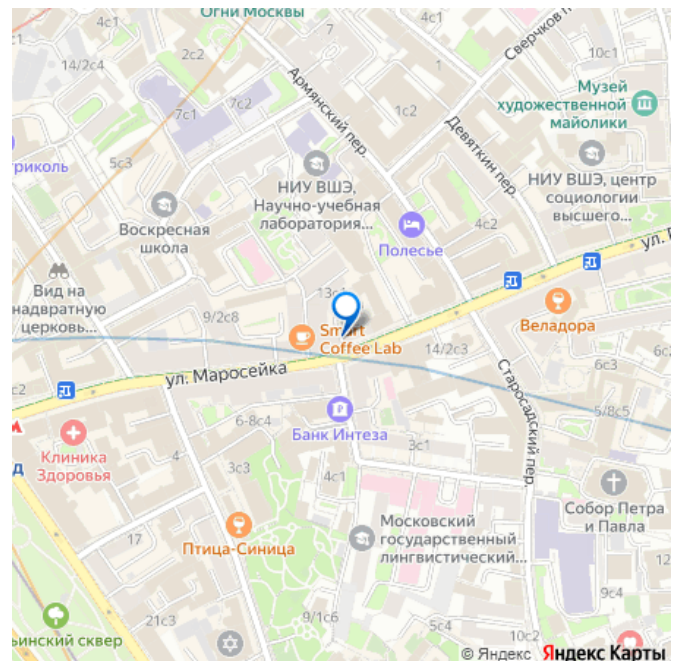 Огни Москвы
4с1
7
4с1
Сверчков п
10с1
14/2с4
2с2
Армянский пер.
7с1
7с2
1с2
1
Музей
художественной
майолики
Девяткин пер.
риколь
5с3
НИУ ВШЭ,
Научно-учебная
лаборатория...
НИУ ВШЭ, центр
социологии
высшего...
Воскресная
школа
Полесье
4с2
ул.
Вид на
надвратную
церковь...
13с
9/2с8
Smart
Coffee Lab
Веладора
14/2с3
6с3
6с
с2
ул. Маросейка
Старосадский пер.
5/8с5
6-8с4
Банк Интеза
3с1
Клиника
Здоровья
4
д
3с3
4с1
Собор Петра
и Павла
Птица-Синица
Московский
государственный
лингвистический...
17
12
9с4
21с3
9/1с6
5с4
10с2
ьинский сквер
© Яндекс Яндекс Карты